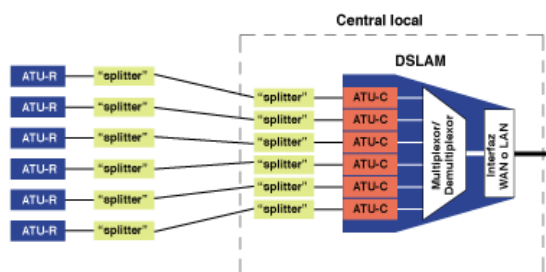 Central local
DSLAM
ATU-R "splitter"
"splitter" ATU-C
ATU-R "splitter"
"splitter" ATU-C
ATU-R "splitter"
"splitter" ATU-C
ATU-R "splitter"
"splitter" ATU-C
ATU-R "splitter"
"splitter" ATU-C
ATU-R "splitter"
"splitter" ATU-C
Multiplexor/
Demultiplexor
Interfaz
WAN o LAN